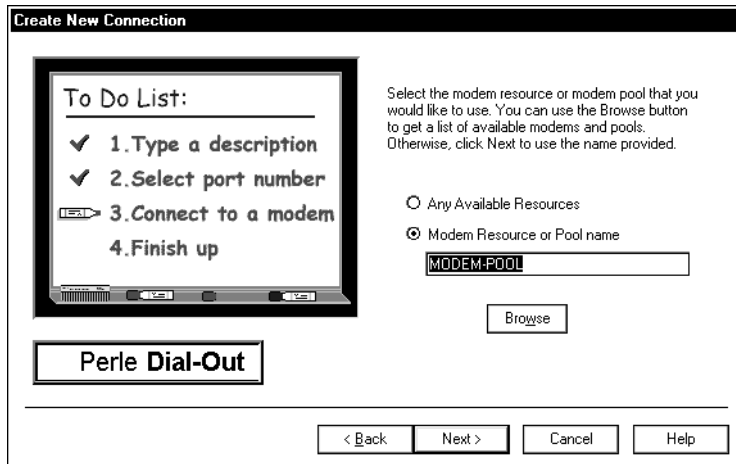 Create New Connection
To Do List:
1.Type a description
2.Select port number
3.Connect to a modem
4.Finish up
Perle Dial-Out
Select the modem resource or modem pool that you
would like to use. You can use the Browse button
to get a list of available modems and pools.
Otherwise, click Next to use the name provided.
Any Available Resources
Modem Resource or Pool name
MODEM-POOL
Browse
< Back
Next >
Cancel
Help